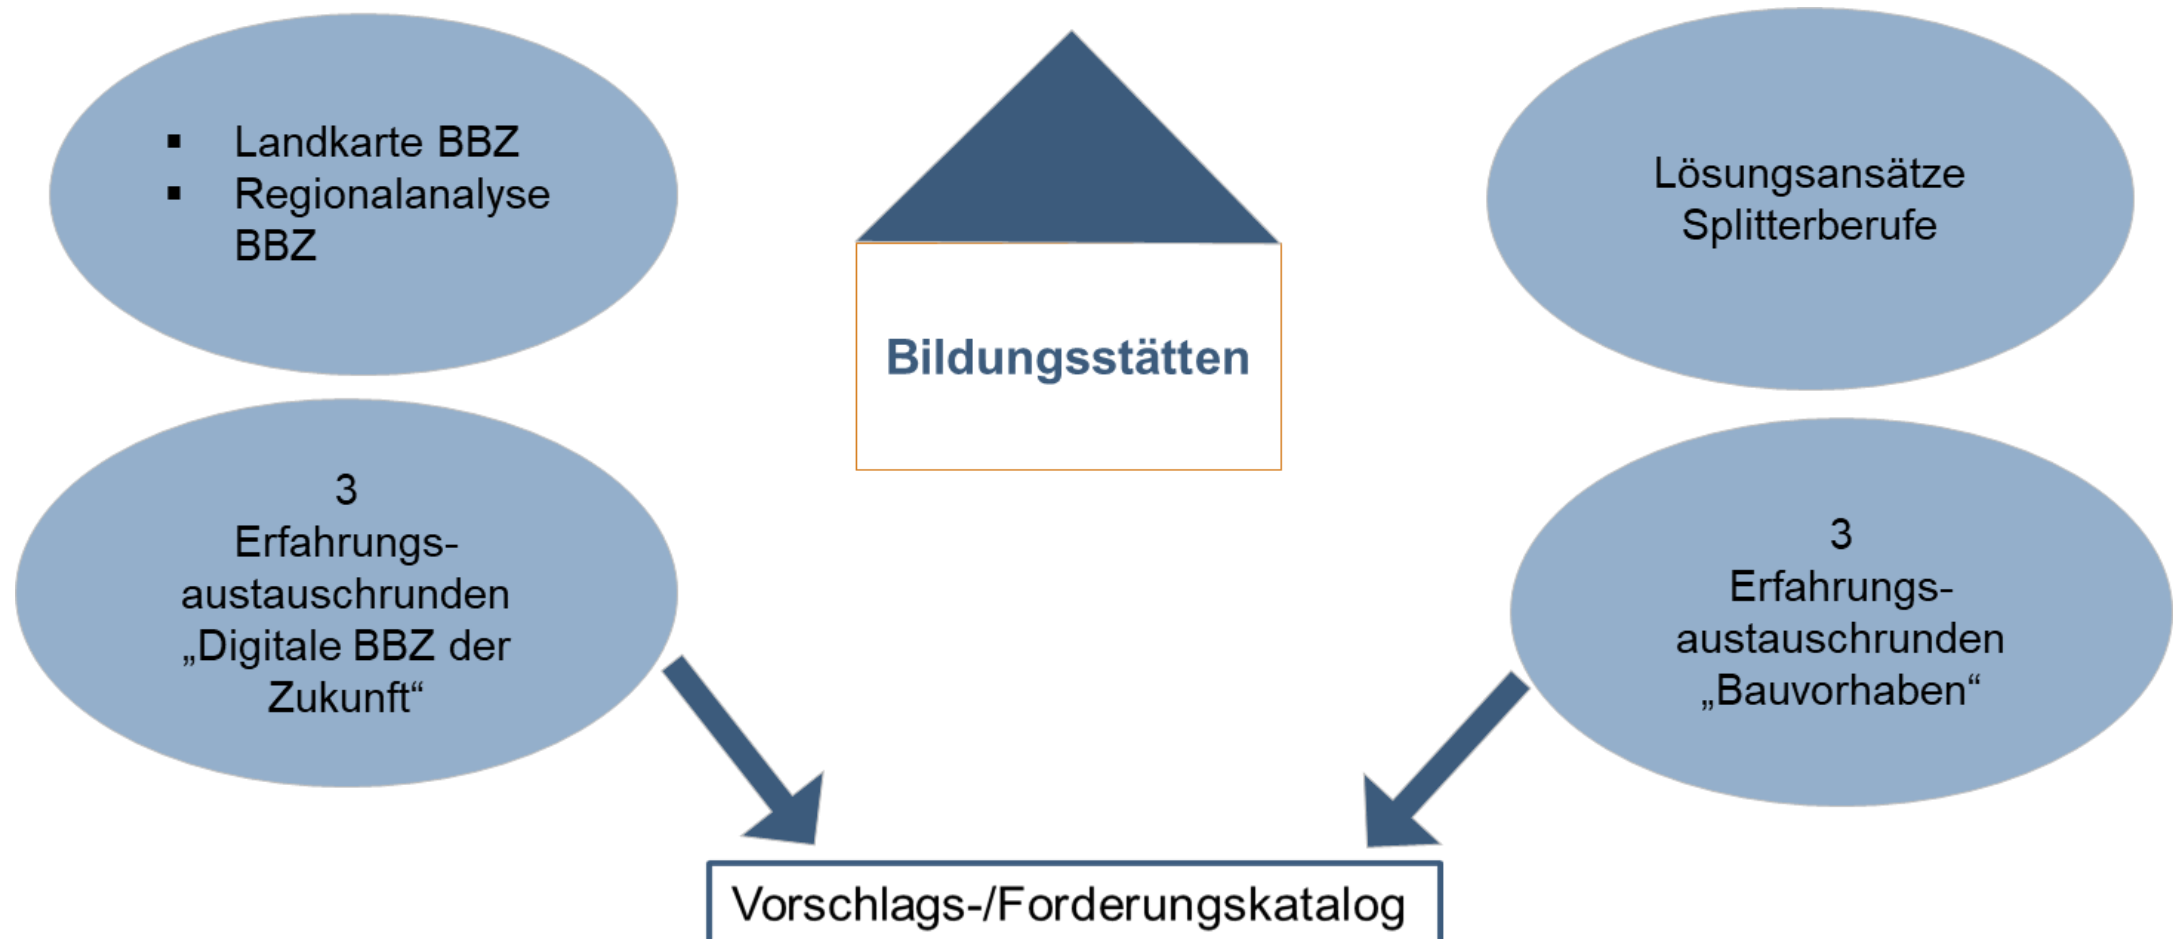 ▪ Landkarte BBZ
▪ Regionalanalyse
BBZ
Bildungsstätten
Lösungsansätze
Splitterberufe
3
Erfahrungs-
austauschrunden
„Digitale BBZ der
Zukunft“
3
Erfahrungs-
austauschrunden
„Bauvorhaben“
Vorschlags-/Forderungskatalog